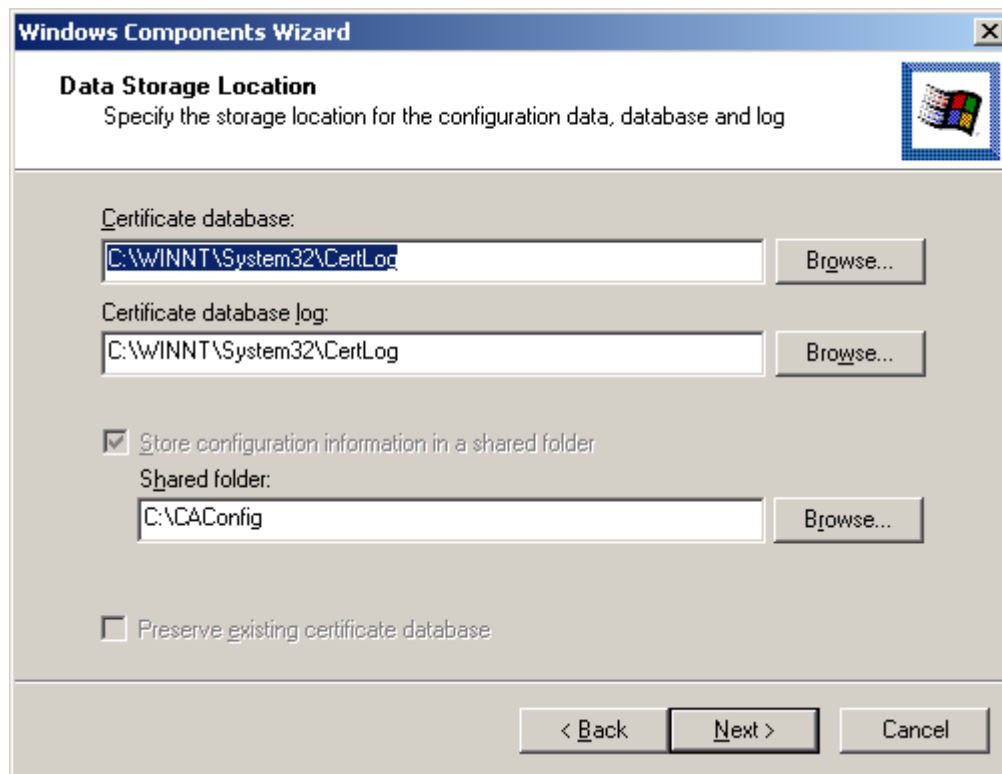 Windows Components Wizard
Data Storage Location
Specify the storage location for the configuration data, database and log
Certificate database:
C:\WINNT\System32\CertLog
Browse...
Certificate database log:
C:\WINNT\System32\CertLog
Browse...
Store configuration information in a shared folder
Shared folder:
C:\CAConfig
Browse...
Preserve existing certificate database
< Back
Next >
Cancel